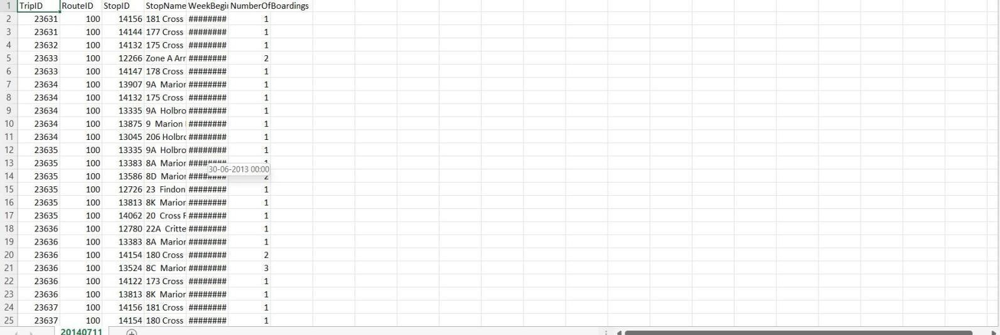 1 TripID RouteID StopID StopName WeekBegi NumberOfBoardings
2 23631 100 14156 181 Cross ######## 1
3 23631 100 14144 177 Cross ######## 1
4 23632 100 14132 175 Cross ######## 1
5 23633 100 12266 Zone A Arr ######## 2
6 23633 100 14147 178 Cross ######## 1
7 23634 100 13907 9A Marior ######## 1
8 23634 100 14132 175 Cross ######## 1
9 23634 100 13335 9A Holbro ######## 1
10 23634 100 13875 9 Marion ######## 1
11 23634 100 13045 206 Holbro ######## 1
12 23635 100 13335 9A Holbro ######## 1
13 23635 100 13383 8A Marior ######## 1
30-06-2013 00:00
14 23635 100 13586 8D Marior ######## 2
15 23635 100 12726 23 Findon ######## 1
16 23635 100 13813 8K Marior ######## 1
17 23635 100 14062 20 Cross F ######## 1
18 23636 100 12780 22A Critte ######## 1
19 23636 100 13383 8A Marior ######## 1
20 23636 100 14154 180 Cross ######## 2
21 23636 100 13524 8C Marior ######## 3
22 23636 100 14122 173 Cross ######## 1
23 23636 100 13813 8K Marior ######## 1
24 23637 100 14156 181 Cross ######## 1
25 23637 100 14154 180 Cross ######## 1
20140711